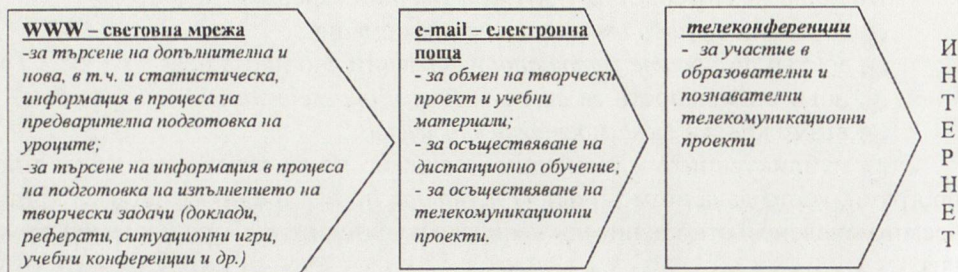 WWW – световна мрежа
-за търсене на допълнителна и
нова, в т.ч. и статистическа,
информация в процеса на
предварителна подготовка на
уроците;
-за търсене на информация в процеса
на подготовка на изпълнението на
творчески задачи (доклади,
реферати, ситуационни игри,
учебни конференции и др.)
e-mail – електронна
поща
- за обмен на творчески
проект и учебни
материали;
- за осъществяване на
дистанционно обучение;
- за осъществяване на
телекомуникационни
проекти.
телеконференции
- за участие в
образователни и
познавателни
телекомуникационни
проекти
И
Н
Т
Е
Р
Н
Е
Т